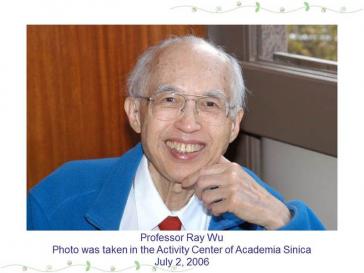 Professor Ray Wu
Photo was taken in the Activity Center of Academia Sinica
July 2, 2006